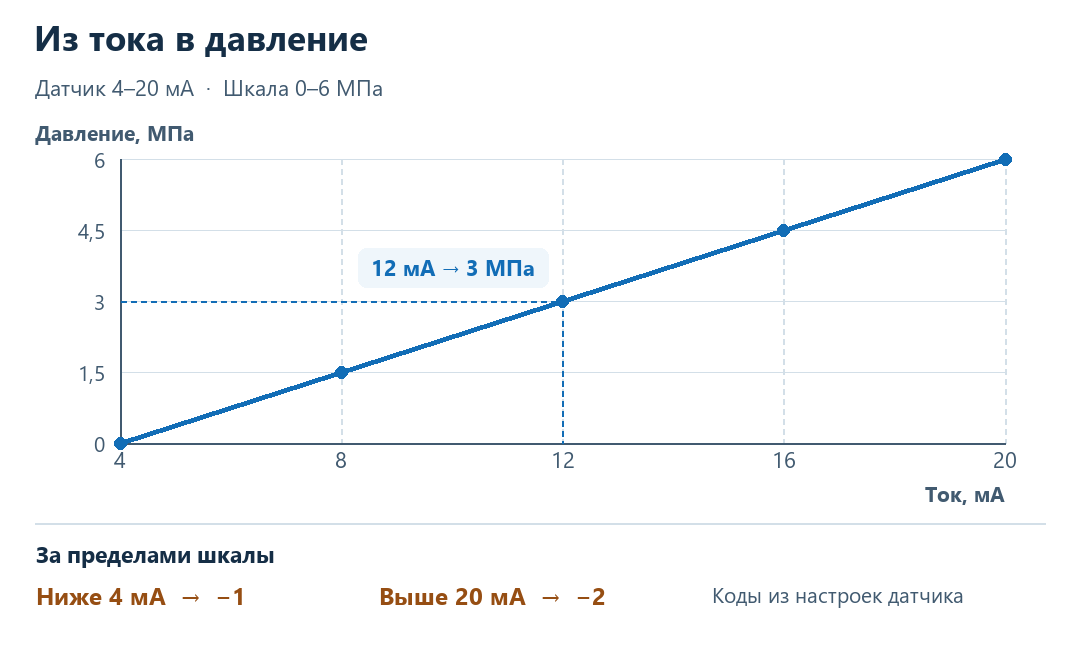 Из тока в давление
Датчик 4–20 мА · Шкала 0–6 МПа
Давление, МПа
6
4,5
12 мА → 3 МПа
3
1,5
0
4 8 12 16 20
Ток, мА
За пределами шкалы
Ниже 4 мА → −1 Выше 20 мА → −2 Коды из настроек датчика